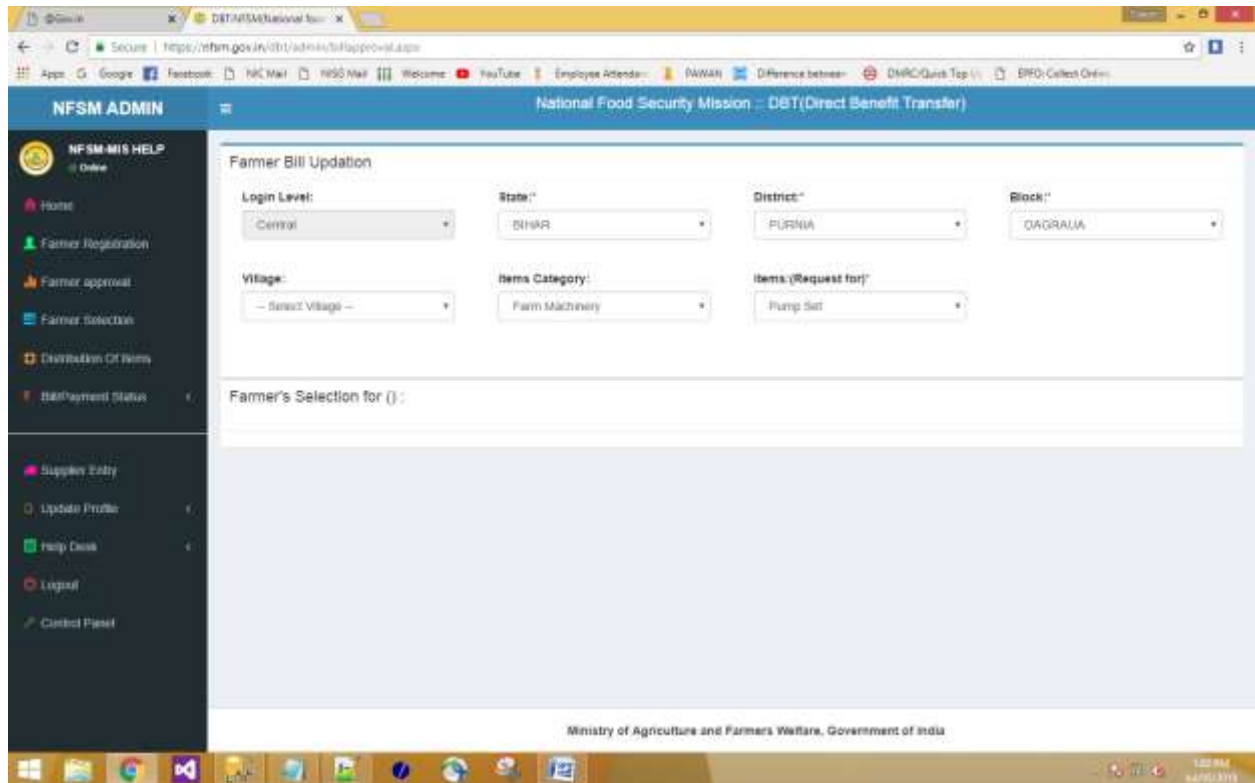 DBT/NFSM(National foo
Secure | https://nfsm.gov.in/dbt/admin/billapproval.aspx
Apps Google Facebook NIC Mail NISG Mail Welcome YouTube Employee Attendan PAWAN Difference between DMRC:Quick Top U EPFO:Collect Onlin
NFSM ADMIN
National Food Security Mission :: DBT(Direct Benefit Transfer)
NFSM-MIS HELP
Online
Home
Farmer Registration
Farmer approval
Farmer Selection
Distribution Of Items
Bill/Payment Status
Supplier Entry
Update Profile
Help Desk
Logout
Control Panel
Farmer Bill Updation
Login Level: State:* District:* Block:*
Central BIHAR PURNIA DAGRAUA
Village: Items Category: Items:(Request for)*
-- Select Village -- Farm Machinery Pump Set
Farmer's Selection for () :
Ministry of Agriculture and Farmers Welfare, Government of India